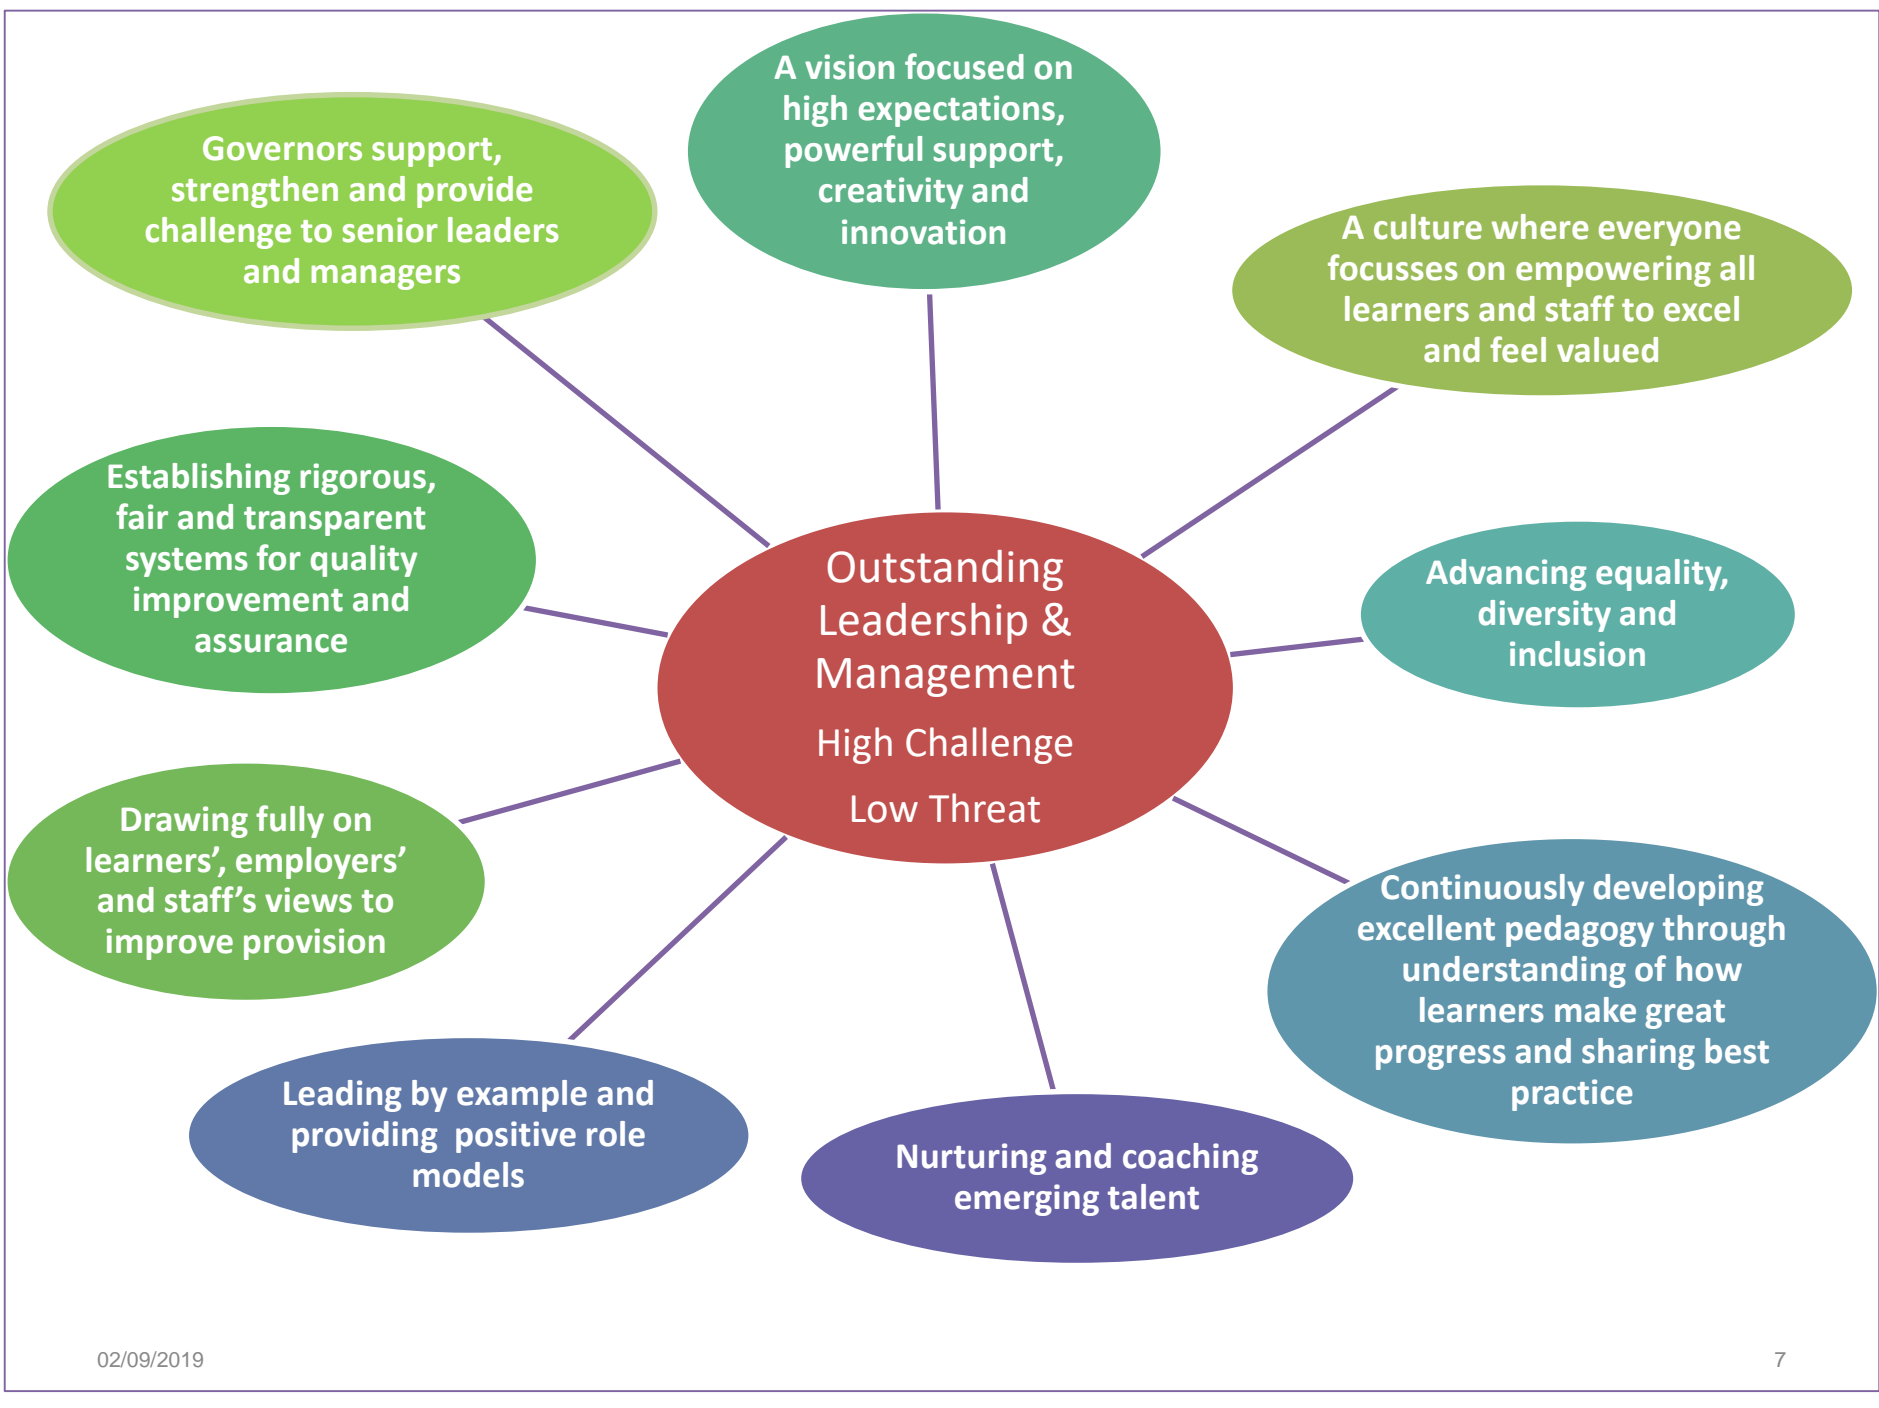 A vision focused on
high expectations,
powerful support,
creativity and
innovation
Governors support,
strengthen and provide
challenge to senior leaders
and managers
A culture where everyone
focusses on empowering all
learners and staff to excel
and feel valued
Establishing rigorous,
fair and transparent
systems for quality
improvement and
assurance
Outstanding
Leadership &
Management
High Challenge
Low Threat
Advancing equality,
diversity and
inclusion
Drawing fully on
learners’, employers’
and staff’s views to
improve provision
Continuously developing
excellent pedagogy through
understanding of how
learners make great
progress and sharing best
practice
Leading by example and
providing  positive role
models
Nurturing and coaching
emerging talent
02/09/2019
7